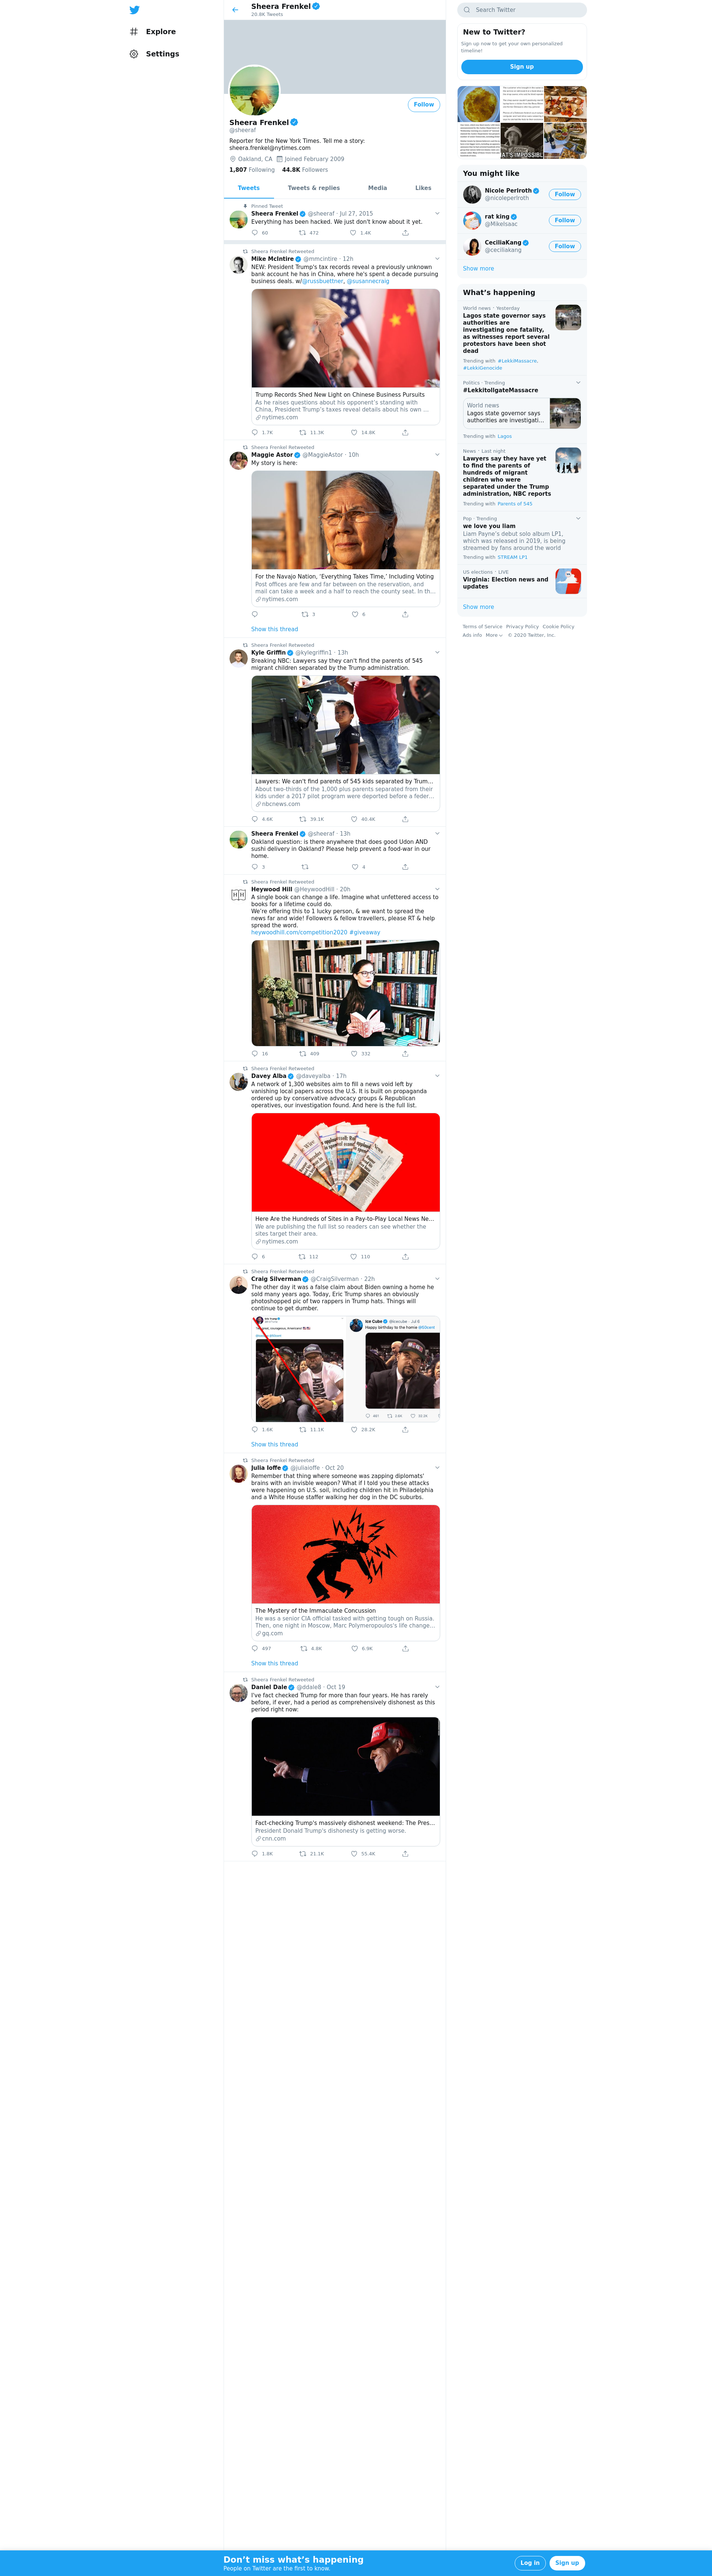 Explore
Settings
Sheera Frenkel
20.8K Tweets
Follow
Sheera Frenkel
@sheeraf
Reporter for the New York Times. Tell me a story:
sheera.frenkel@nytimes.com
Oakland, CA Joined February 2009
1,807 Following 44.8K Followers
Tweets Tweets & replies Media Likes
Pinned Tweet
Sheera Frenkel @sheeraf · Jul 27, 2015
Everything has been hacked. We just don't know about it yet.
60 472 1.4K
Sheera Frenkel Retweeted
Mike McIntire @mmcintire · 12h
NEW: President Trump's tax records reveal a previously unknown
bank account he has in China, where he's spent a decade pursuing
business deals. w/@russbuettner, @susannecraig
Trump Records Shed New Light on Chinese Business Pursuits
As he raises questions about his opponent's standing with
China, President Trump's taxes reveal details about his own ...
nytimes.com
1.7K 11.3K 14.8K
Sheera Frenkel Retweeted
Maggie Astor @MaggieAstor · 10h
My story is here:
For the Navajo Nation, 'Everything Takes Time,' Including Voting
Post offices are few and far between on the reservation, and
mail can take a week and a half to reach the county seat. In th...
nytimes.com
3 6
Show this thread
Sheera Frenkel Retweeted
Kyle Griffin @kylegriffin1 · 13h
Breaking NBC: Lawyers say they can't find the parents of 545
migrant children separated by the Trump administration.
Lawyers: We can't find parents of 545 kids separated by Trum...
About two-thirds of the 1,000 plus parents separated from their
kids under a 2017 pilot program were deported before a feder...
nbcnews.com
4.6K 39.1K 40.4K
Sheera Frenkel @sheeraf · 13h
Oakland question: is there anywhere that does good Udon AND
sushi delivery in Oakland? Please help prevent a food-war in our
home.
3 4
Sheera Frenkel Retweeted
Heywood Hill @HeywoodHill · 20h
A single book can change a life. Imagine what unfettered access to
books for a lifetime could do.
We're offering this to 1 lucky person, & we want to spread the
news far and wide! Followers & fellow travellers, please RT & help
spread the word.
heywoodhill.com/competition2020 #giveaway
16 409 332
Sheera Frenkel Retweeted
Davey Alba @daveyalba · 17h
A network of 1,300 websites aim to fill a news void left by
vanishing local papers across the U.S. It is built on propaganda
ordered up by conservative advocacy groups & Republican
operatives, our investigation found. And here is the full list.
Here Are the Hundreds of Sites in a Pay-to-Play Local News Ne...
We are publishing the full list so readers can see whether the
sites target their area.
nytimes.com
6 112 110
Sheera Frenkel Retweeted
Craig Silverman @CraigSilverman · 22h
The other day it was a false claim about Biden owning a home he
sold many years ago. Today, Eric Trump shares an obviously
photoshopped pic of two rappers in Trump hats. Things will
continue to get dumber.
Ice Cube @icecube · Jul 6
Happy birthday to the homie @50cent
1.6K 11.1K 28.2K
Show this thread
Sheera Frenkel Retweeted
Julia Ioffe @juliaioffe · Oct 20
Remember that thing where someone was zapping diplomats'
brains with an invisble weapon? What if I told you these attacks
were happening on U.S. soil, including children hit in Philadelphia
and a White House staffer walking her dog in the DC suburbs.
The Mystery of the Immaculate Concussion
He was a senior CIA official tasked with getting tough on Russia.
Then, one night in Moscow, Marc Polymeropoulos's life change...
gq.com
497 4.8K 6.9K
Show this thread
Sheera Frenkel Retweeted
Daniel Dale @ddale8 · Oct 19
I've fact checked Trump for more than four years. He has rarely
before, if ever, had a period as comprehensively dishonest as this
period right now:
Fact-checking Trump's massively dishonest weekend: The Pres...
President Donald Trump's dishonesty is getting worse.
cnn.com
1.8K 21.1K 55.4K
Search Twitter
New to Twitter?
Sign up now to get your own personalized
timeline!
Sign up
You might like
Nicole Perlroth
@nicoleperlroth
Follow
rat king
@MikeIsaac
Follow
CeciliaKang
@ceciliakang
Follow
Show more
What's happening
World news · Yesterday
Lagos state governor says
authorities are
investigating one fatality,
as witnesses report several
protestors have been shot
dead
Trending with #LekkiMassacre,
#LekkiGenocide
Politics · Trending
#LekkitollgateMassacre
World news
Lagos state governor says
authorities are investigati...
Trending with Lagos
News · Last night
Lawyers say they have yet
to find the parents of
hundreds of migrant
children who were
separated under the Trump
administration, NBC reports
Trending with Parents of 545
Pop · Trending
we love you liam
Liam Payne's debut solo album LP1,
which was released in 2019, is being
streamed by fans around the world
Trending with STREAM LP1
US elections · LIVE
Virginia: Election news and
updates
Show more
Terms of Service Privacy Policy Cookie Policy
Ads info More © 2020 Twitter, Inc.
Don't miss what's happening
People on Twitter are the first to know.
Log in Sign up